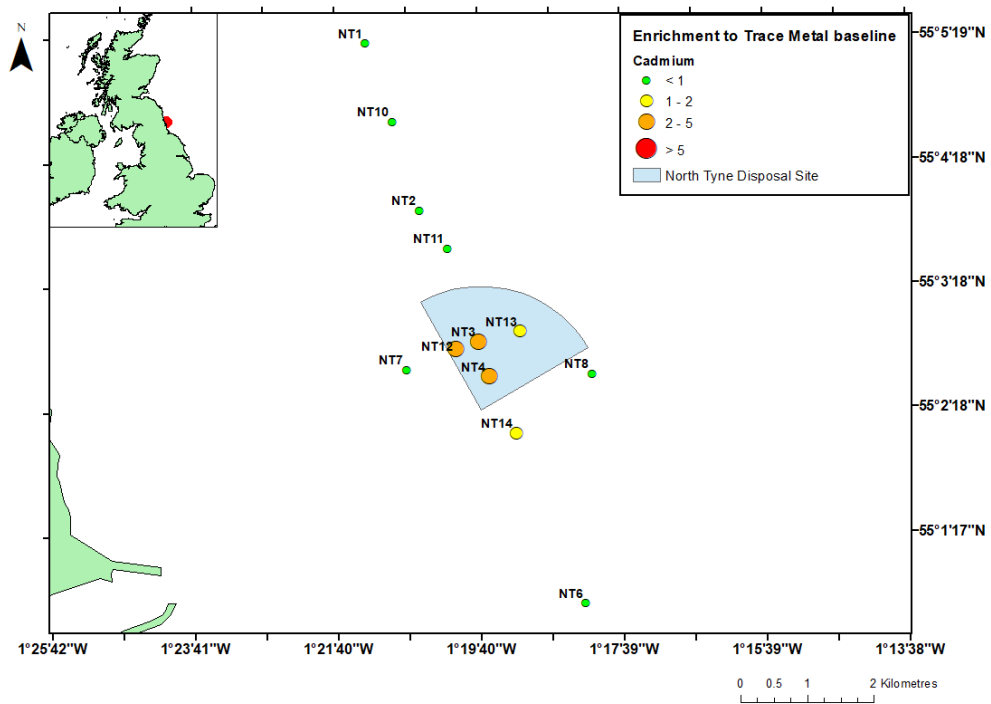 N
NT1
55°5'19"N
Enrichment to Trace Metal baseline
Cadmium
< 1
1 - 2
2 - 5
> 5
North Tyne Disposal Site
NT10
55°4'18"N
NT2
NT11
55°3'18"N
NT13
NT3
NT12
NT7
NT4
NT8
55°2'18"N
NT14
55°1'17"N
NT6
1°25'42"W
1°23'41"W
1°21'40"W
1°19'40"W
1°17'39"W
1°15'39"W
1°13'38"W
0 0.5 1 2 Kilometres